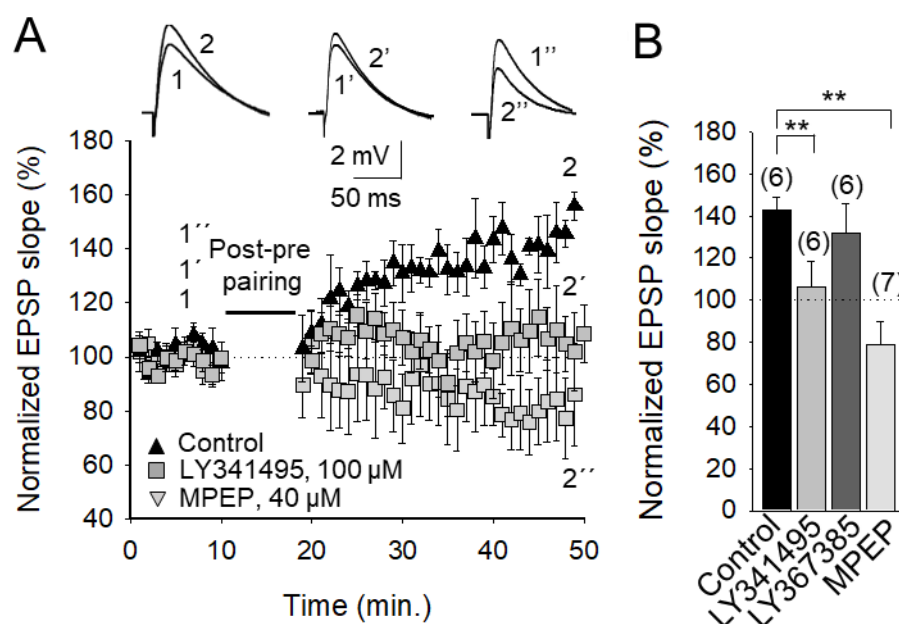 A
2
1
2'
1'
1''
2''
2 mV
50 ms
Normalized EPSP slope (%)
180
160
140
120
100
80
60
40
1´´
1´
1
Post-pre
pairing
2
2´
2´´
Control
LY341495, 100 µM
MPEP, 40 µM
0
10
20
30
40
50
Time (min.)
B
**
**
Normalized EPSP slope (%)
180
160
140
120
100
80
60
40
20
0
(6)
(6)
(6)
(7)
Control
LY341495
LY367385
MPEP